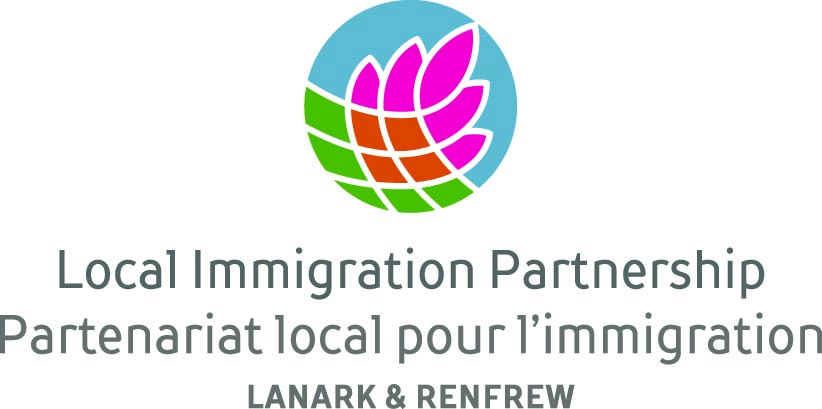 Local Immigration Partnership
Partenariat local pour l'immigration
LANARK & RENFREW